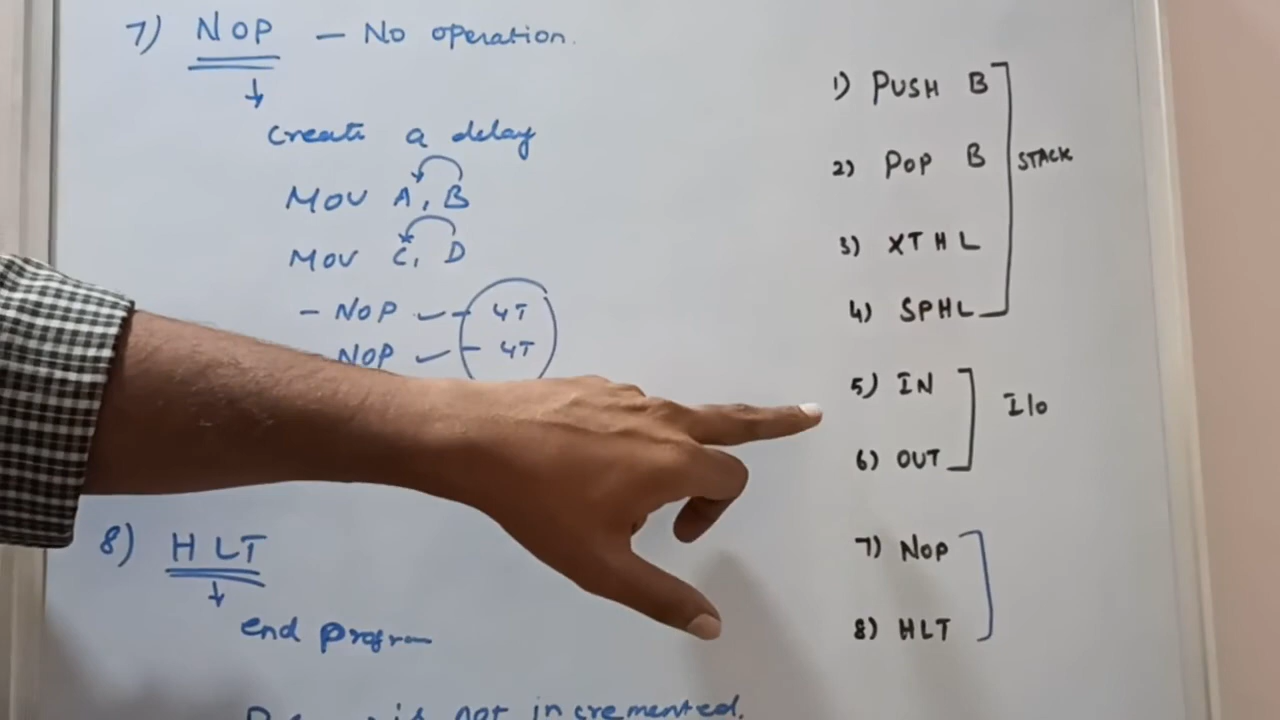 7) NOP – No operation.
create a delay
MOV A, B
MOV C, D
– NOP – 4T
NOP – 4T
8) HLT
end program
is not incremented.
1) PUSH B
2) POP B
3) XTHL
4) SPHL
STACK
5) IN
6) OUT
I/O
7) NOP
8) HLT